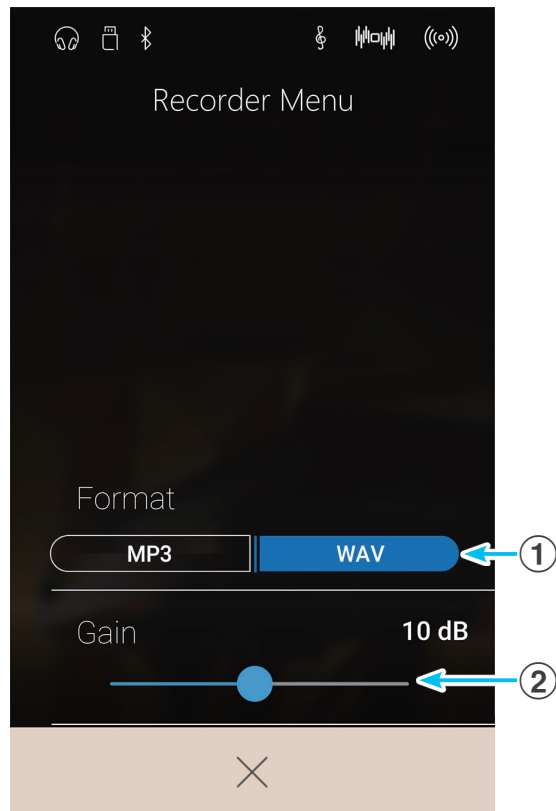 Recorder Menu
Format
MP3 WAV
①
Gain 10 dB
②